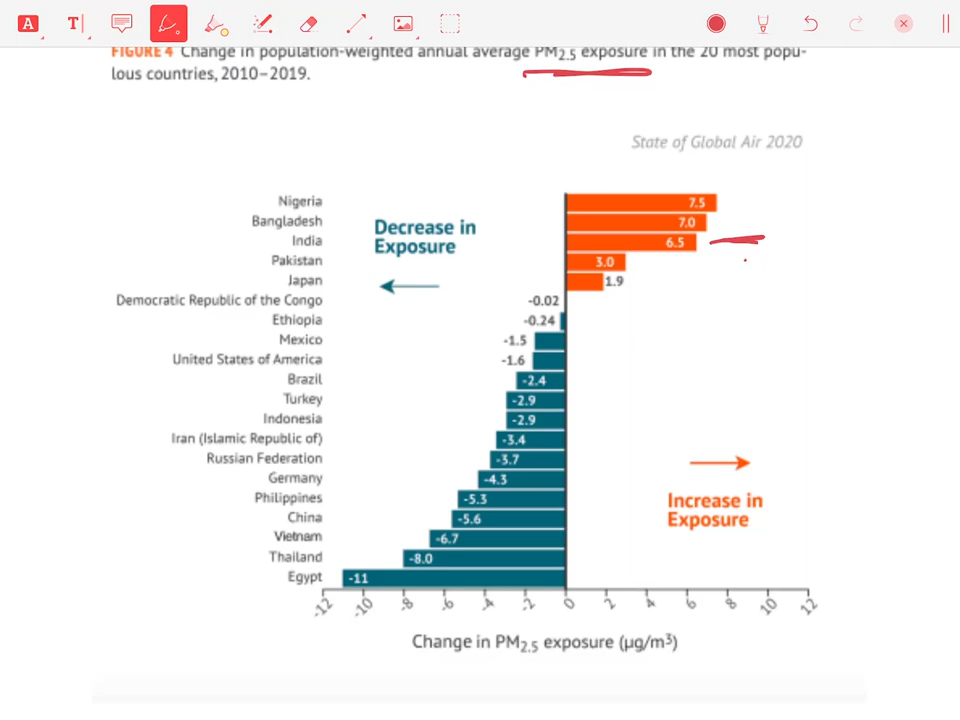 A
T
FIGURE 4 Change in population-weighted annual average PM2.5 exposure in the 20 most popu-
lous countries, 2010–2019.
State of Global Air 2020
Decrease in
Exposure
Nigeria 7.5
Bangladesh 7.0
India 6.5
Pakistan 3.0
Japan 1.9
Democratic Republic of the Congo -0.02
Ethiopia -0.24
Mexico -1.5
United States of America -1.6
Brazil -2.4
Turkey -2.9
Indonesia -2.9
Iran (Islamic Republic of) -3.4
Russian Federation -3.7
Germany -4.3
Philippines -5.3
China -5.6
Vietnam -6.7
Thailand -8.0
Egypt -11
Increase in
Exposure
-12 -10 -8 -6 -4 -2 0 2 4 6 8 10 12
Change in PM2.5 exposure (µg/m³)